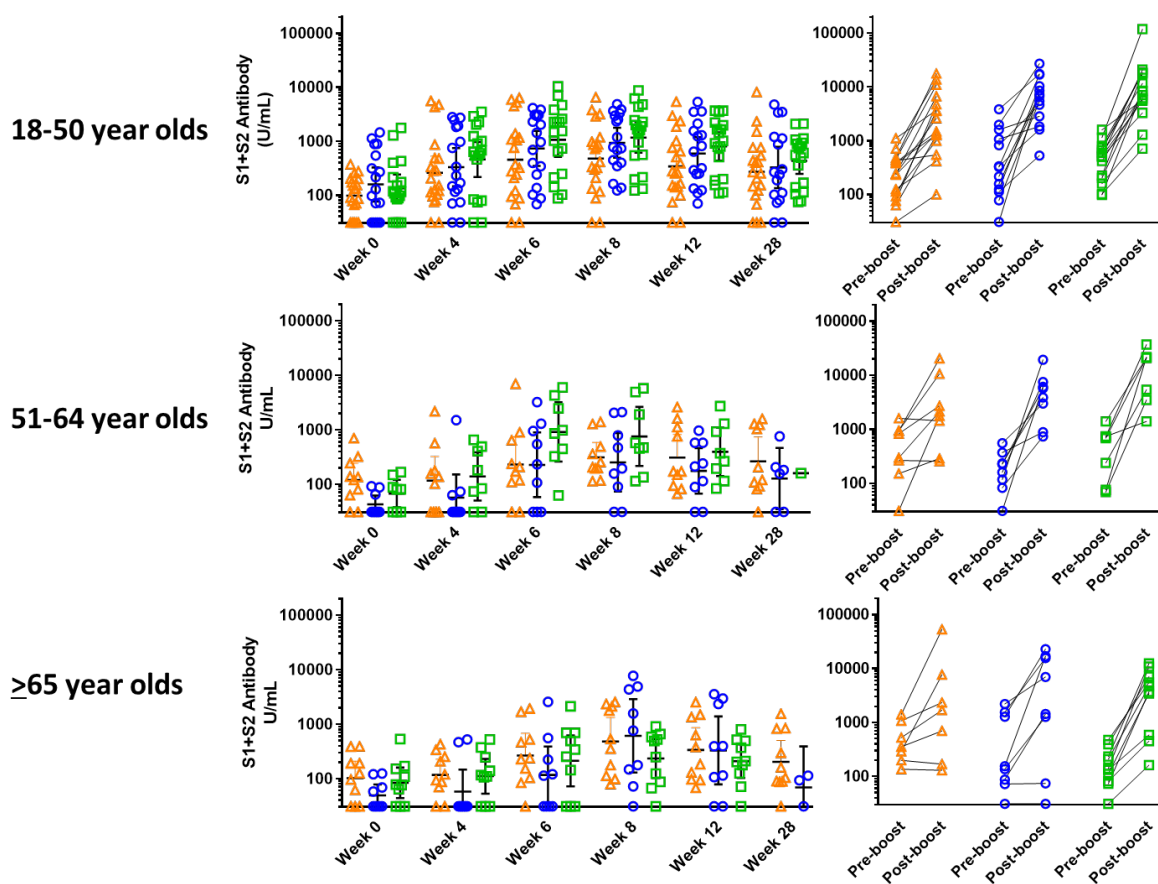 18-50 year olds
S1+S2 Antibody
(U/mL)
100000
10000
1000
100
Week 0
Week 4
Week 6
Week 8
Week 12
Week 28
100000
10000
1000
100
Pre-boost
Post-boost
Pre-boost
Post-boost
Pre-boost
Post-boost
51-64 year olds
S1+S2 Antibody
U/mL
100000
10000
1000
100
Week 0
Week 4
Week 6
Week 8
Week 12
Week 28
100000
10000
1000
100
Pre-boost
Post-boost
Pre-boost
Post-boost
Pre-boost
Post-boost
≥65 year olds
S1+S2 Antibody
U/mL
100000
10000
1000
100
Week 0
Week 4
Week 6
Week 8
Week 12
Week 28
100000
10000
1000
100
Pre-boost
Post-boost
Pre-boost
Post-boost
Pre-boost
Post-boost